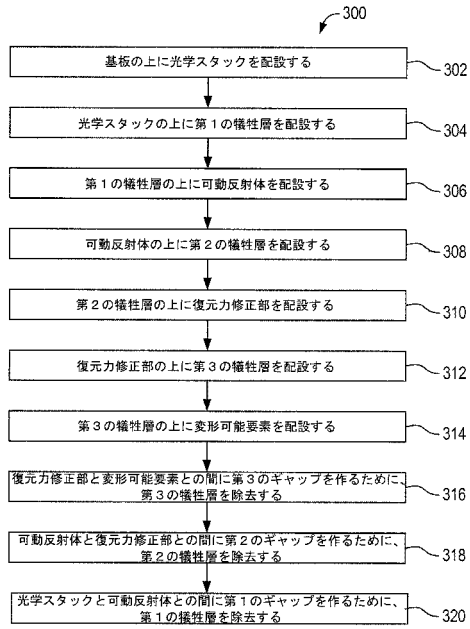 300
基板の上に光学スタックを配設する
302
光学スタックの上に第1の犠牲層を配設する
304
第1の犠牲層の上に可動反射体を配設する
306
可動反射体の上に第2の犠牲層を配設する
308
第2の犠牲層の上に復元力修正部を配設する
310
復元力修正部の上に第3の犠牲層を配設する
312
第3の犠牲層の上に変形可能要素を配設する
314
復元力修正部と変形可能要素との間に第3のギャップを作るために、
第3の犠牲層を除去する
316
可動反射体と復元力修正部との間に第2のギャップを作るために、
第2の犠牲層を除去する
318
光学スタックと可動反射体との間に第1のギャップを作るために、
第1の犠牲層を除去する
320